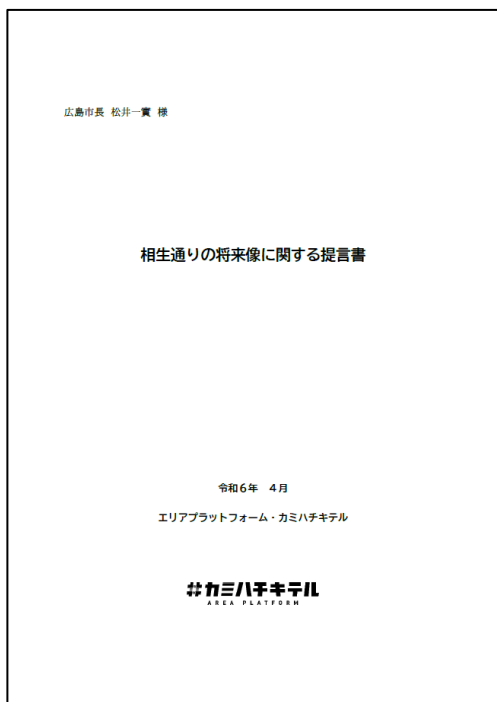 広島市長 松井一實 様
相生通りの将来像に関する提言書
令和6年 4月
エリアプラットフォーム・カミハチキテル
#カミハチキテル
AREA PLATFORM